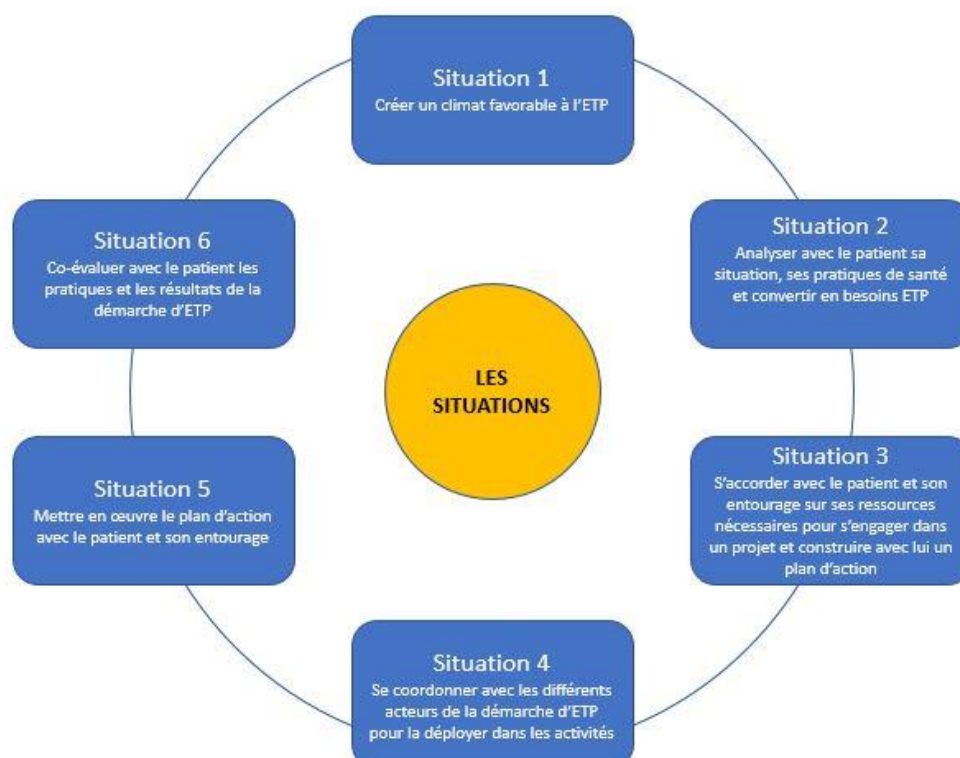 Situation 1
Créer un climat favorable à l'ETP
Situation 2
Analyser avec le patient sa
situation, ses pratiques de santé
et convertir en besoins ETP
Situation 3
S'accorder avec le patient et son
entourage sur ses ressources
nécessaires pour s'engager dans
un projet et construire avec lui un
plan d'action
Situation 4
Se coordonner avec les différents
acteurs de la démarche d'ETP
pour la déployer dans les activités
Situation 5
Mettre en œuvre le plan d'action
avec le patient et son entourage
Situation 6
Co-évaluer avec le patient les
pratiques et les résultats de la
démarche d'ETP
LES
SITUATIONS